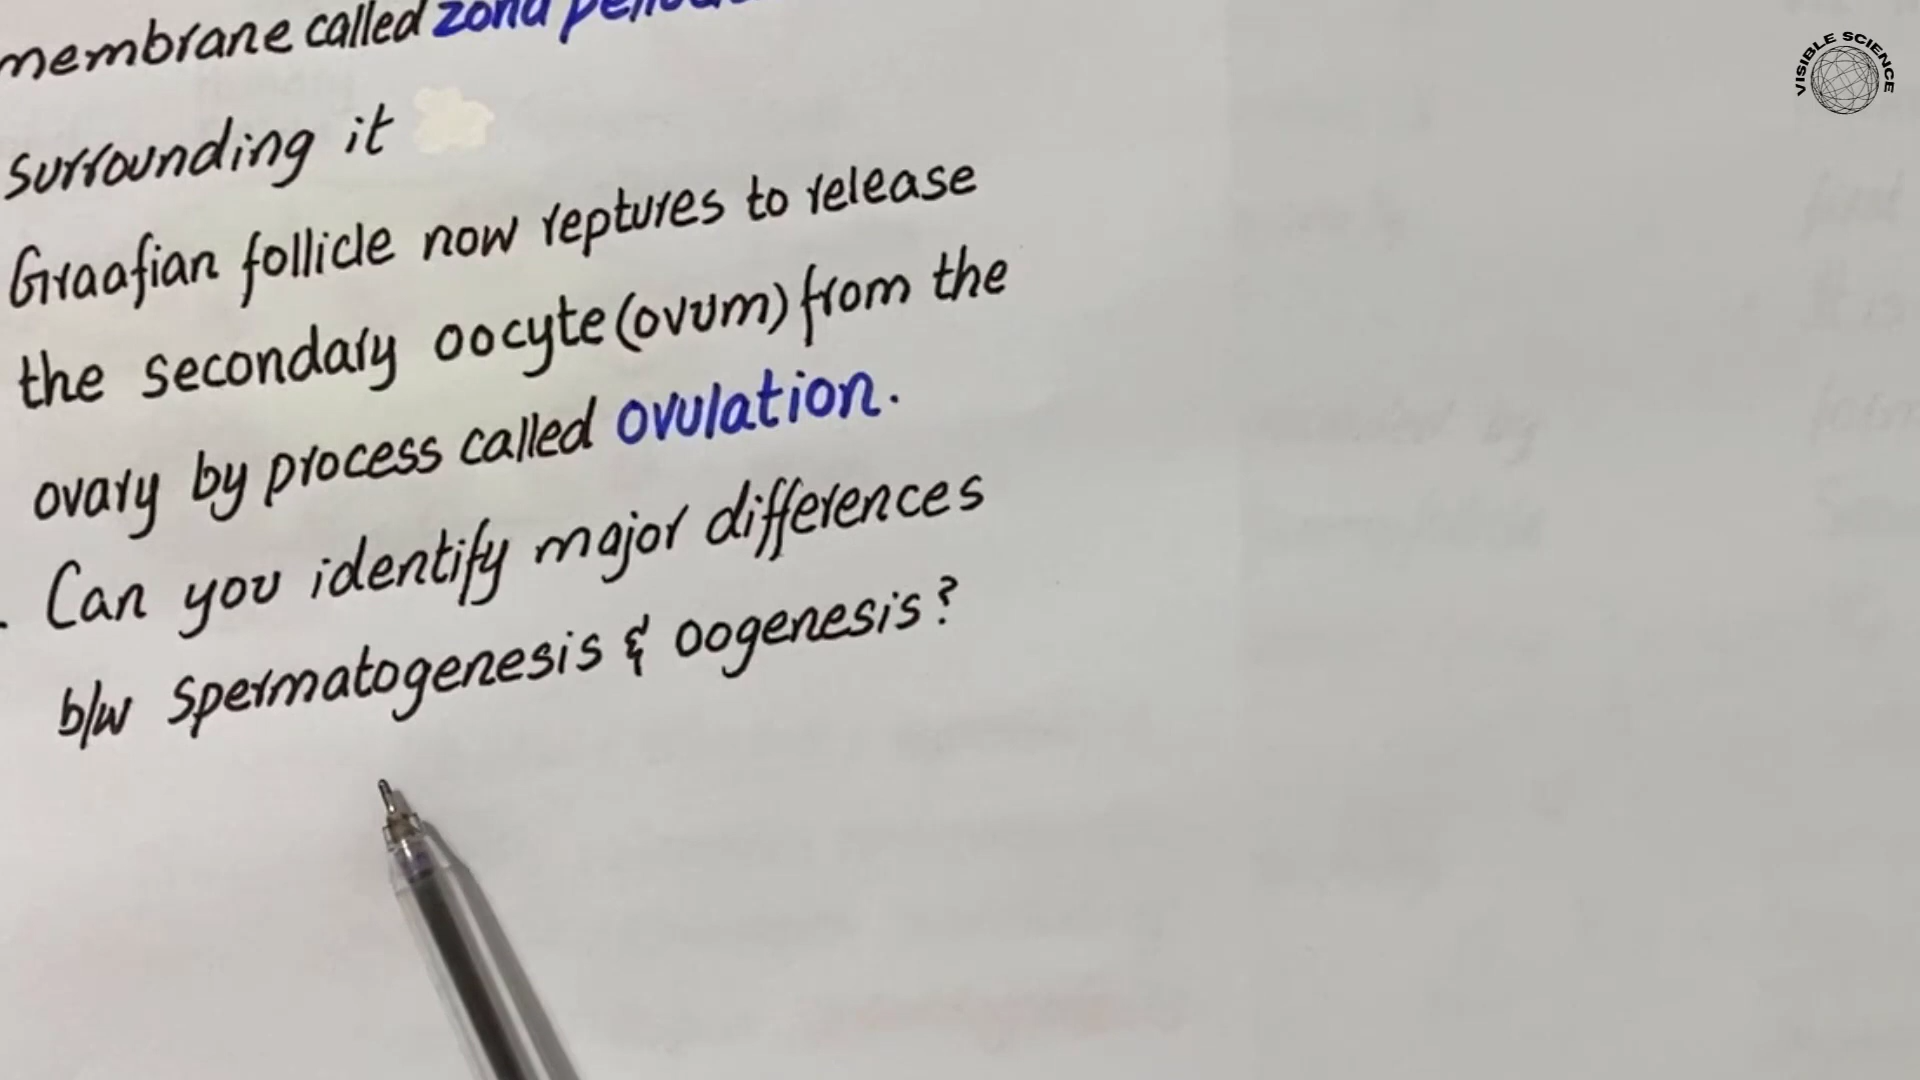 membrane called zona
surrounding it
Graafian follicle now reptures to release
the secondary oocyte (ovum) from the
ovary by process called ovulation.
. Can you identify major differences
b/w spermatogenesis & oogenesis?
VISIBLE SCIENCE